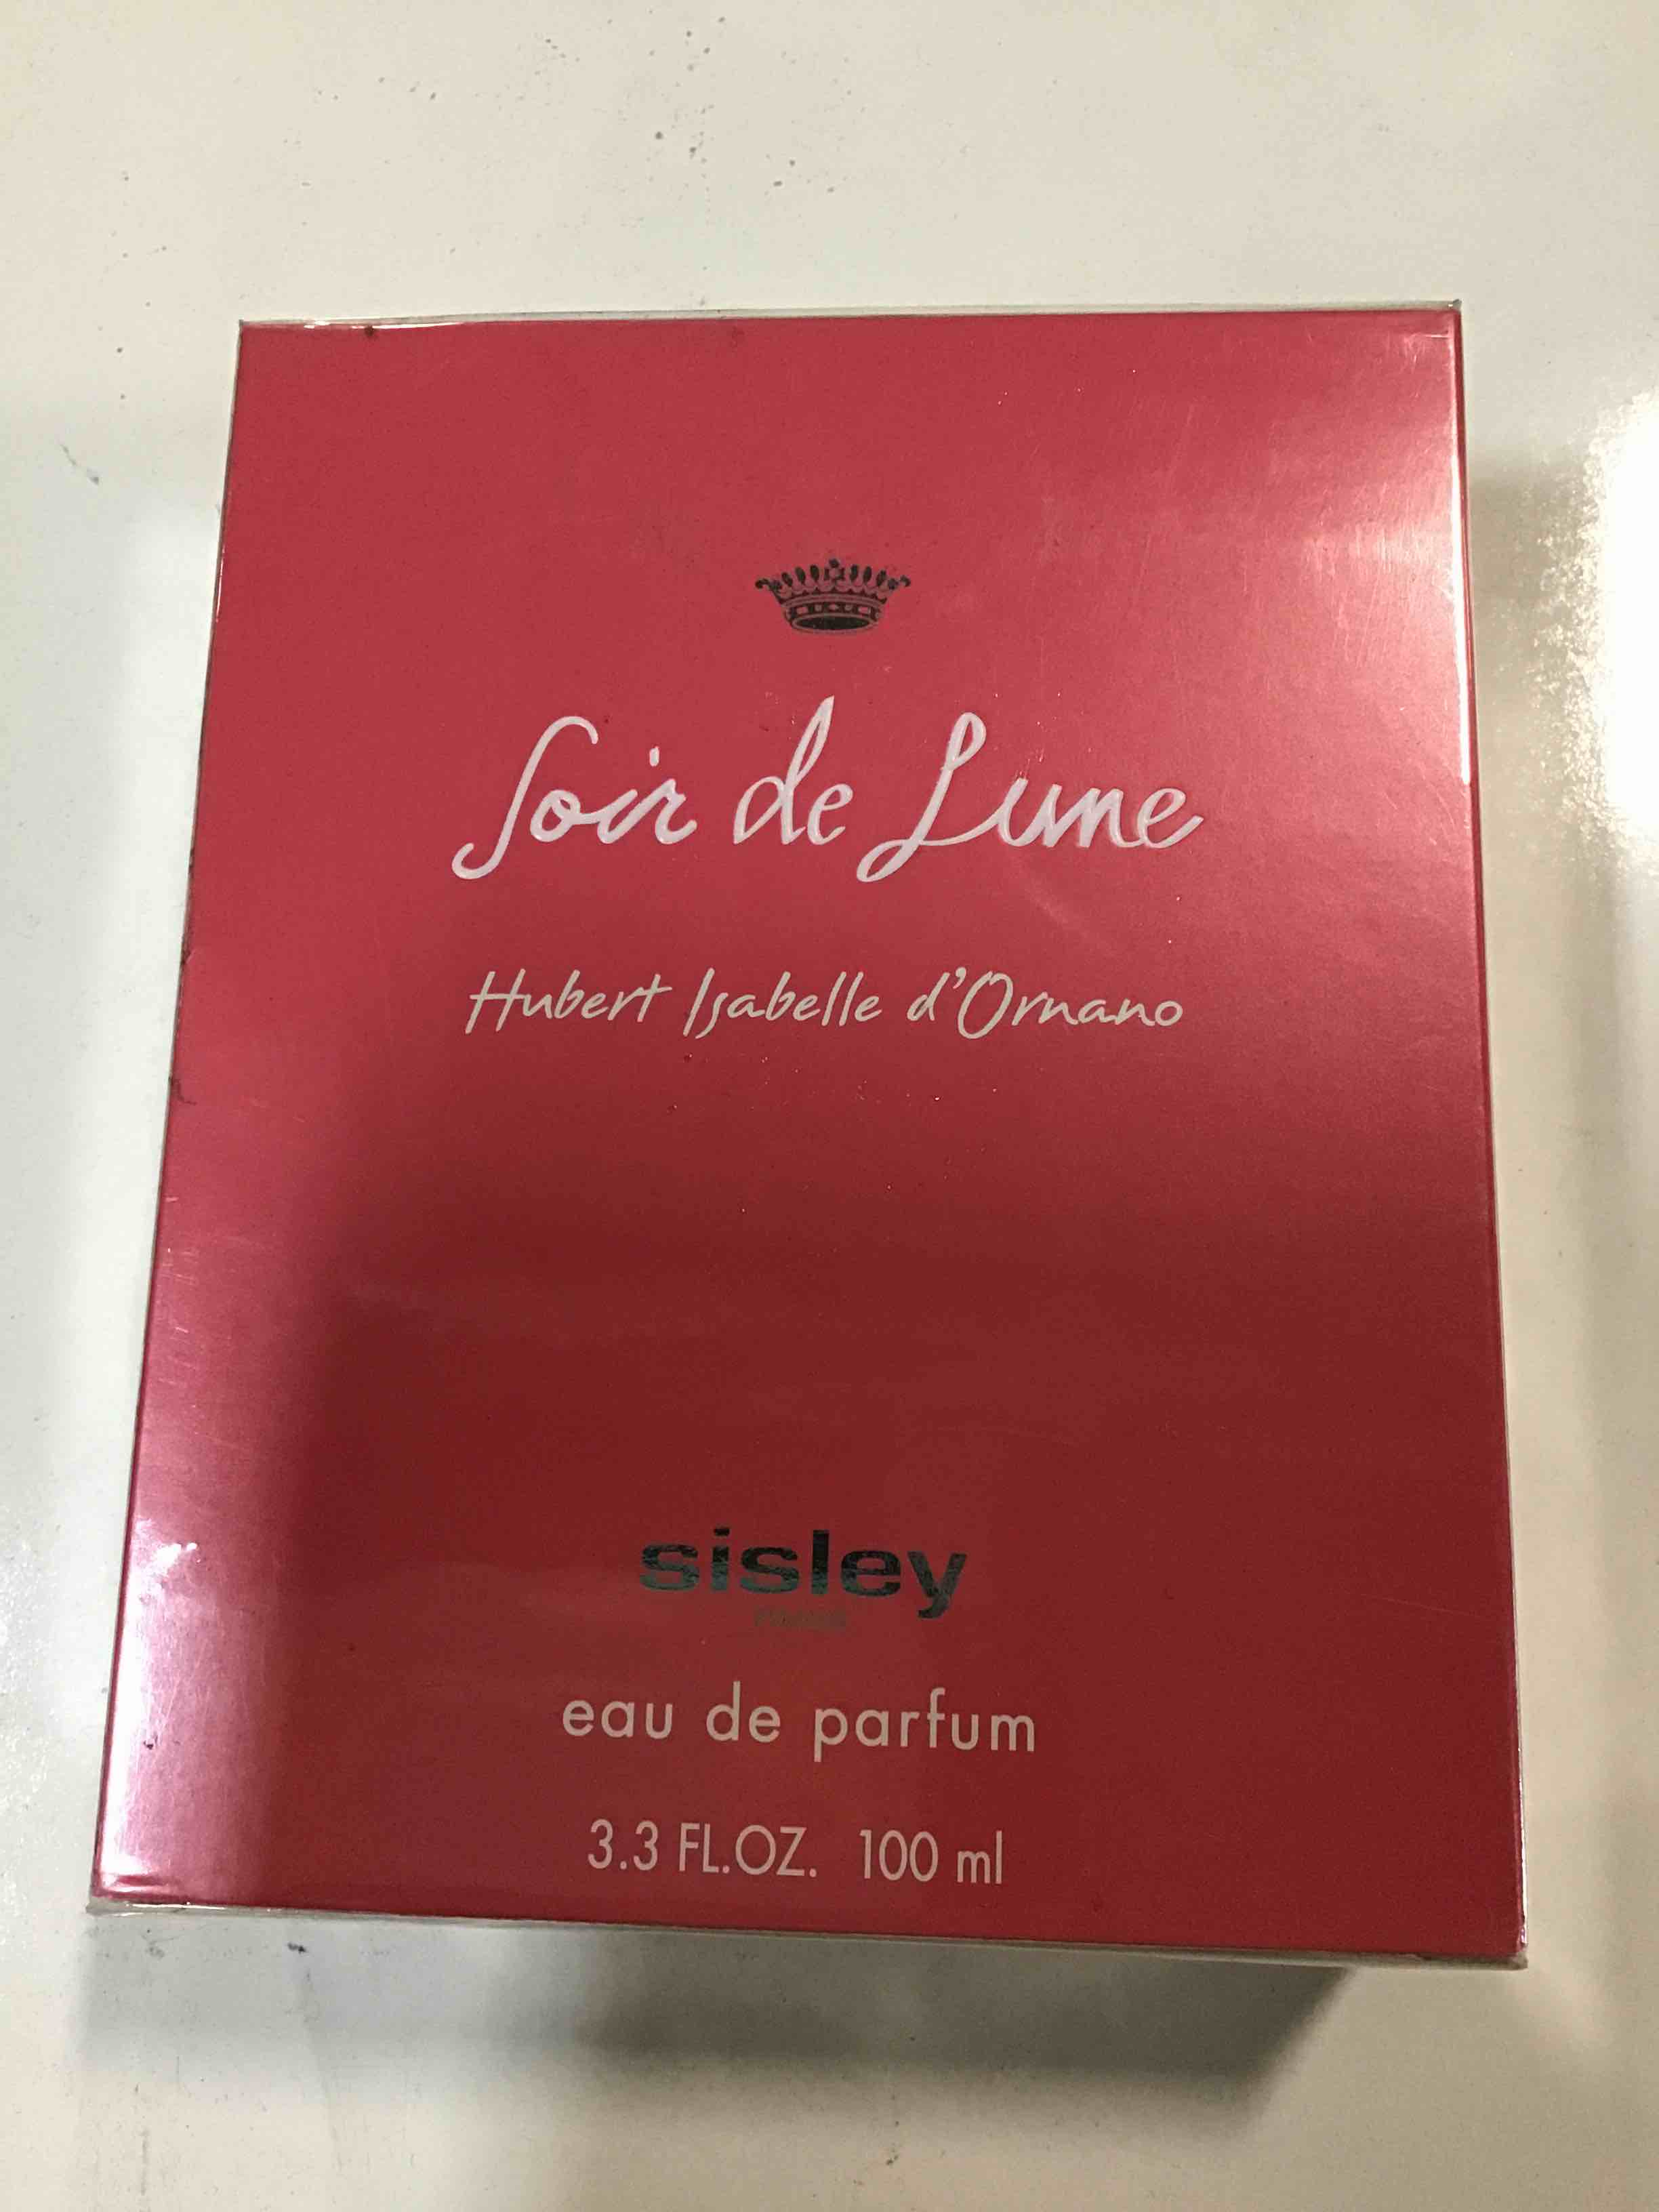 Soir de Lune
Hubert Isabelle d'Ornano
sisley
eau de parfum
3.3 FL.OZ. 100 ml